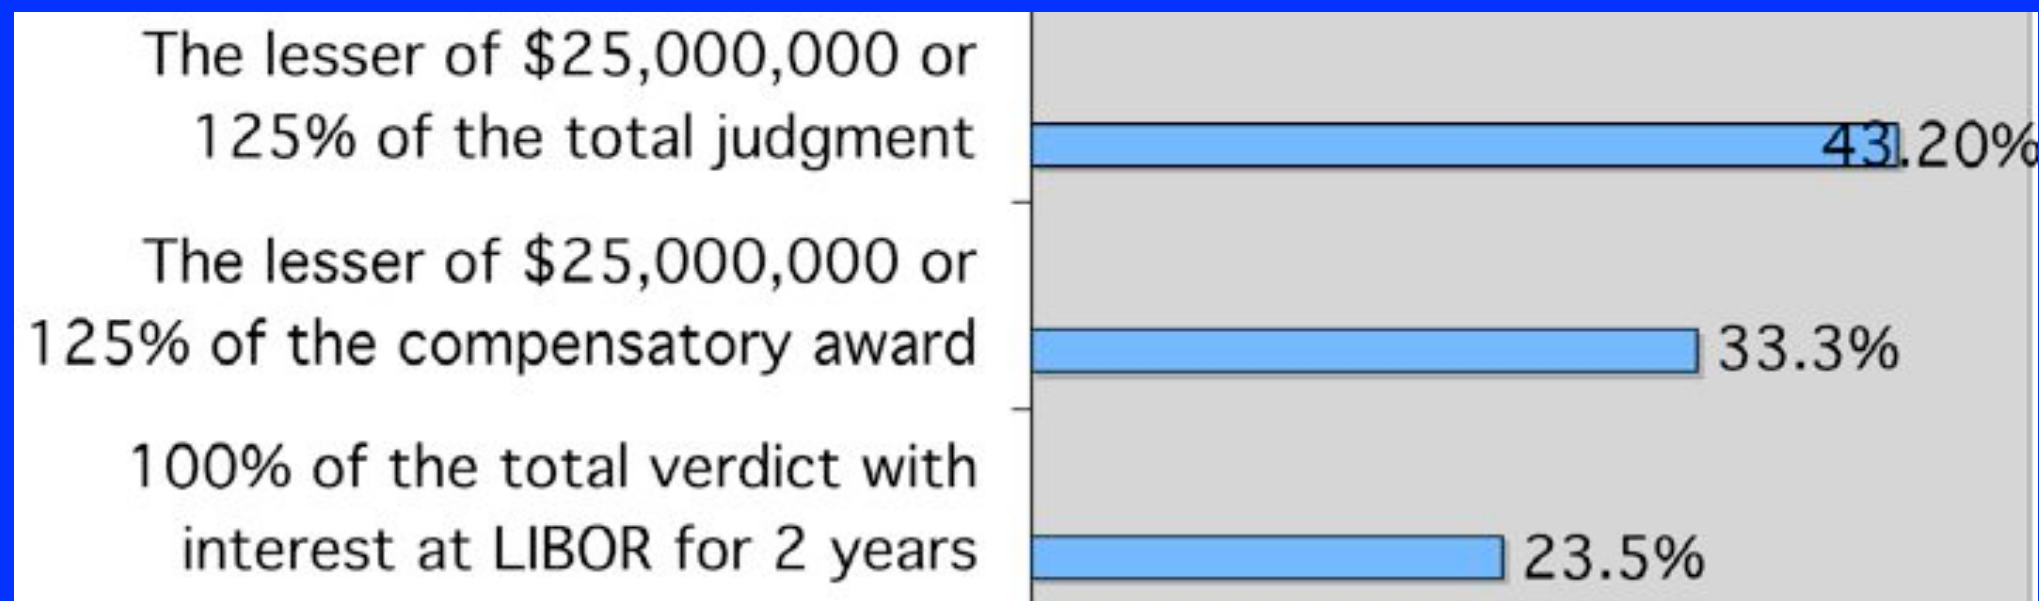 The lesser of $25,000,000 or
125% of the total judgment
43.20%
The lesser of $25,000,000 or
125% of the compensatory award
33.3%
100% of the total verdict with
interest at LIBOR for 2 years
23.5%